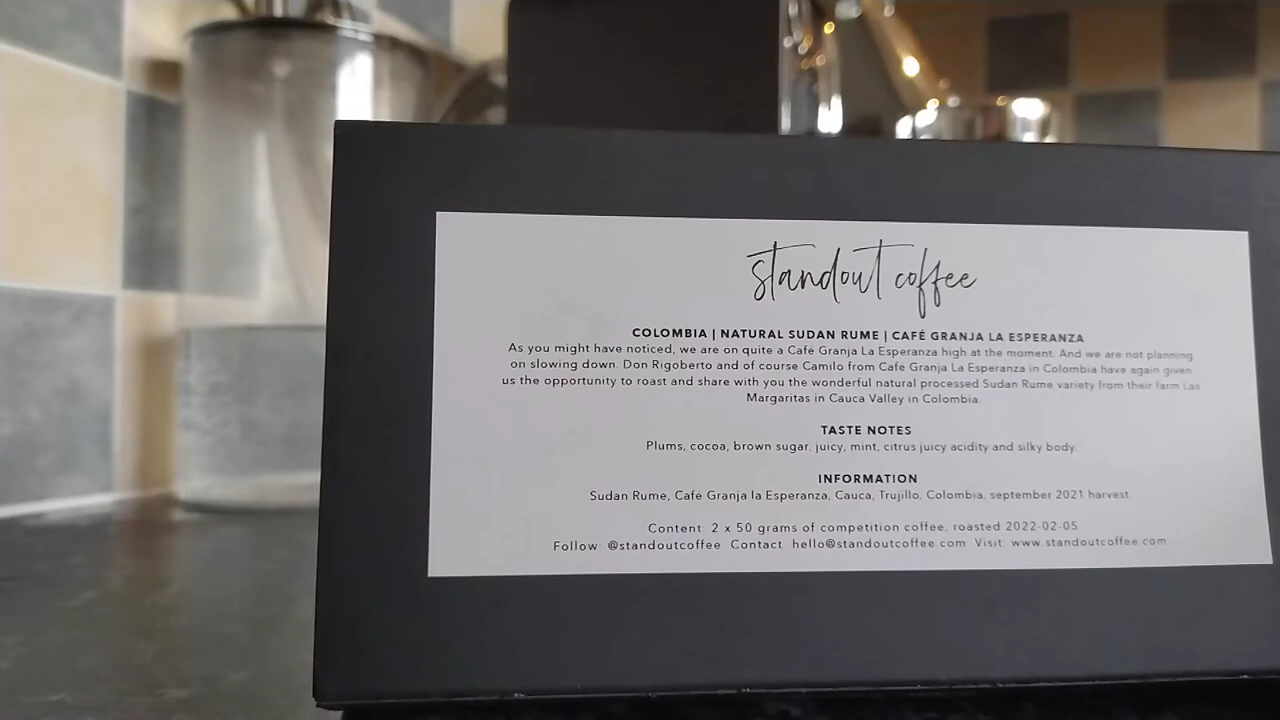 standout coffee
COLOMBIA | NATURAL SUDAN RUME | CAFÉ GRANJA LA ESPERANZA
As you might have noticed, we are on quite a Café Granja La Esperanza high at the moment. And we are not planning
on slowing down. Don Rigoberto and of course Camilo from Café Granja La Esperanza in Colombia have again given
us the opportunity to roast and share with you the wonderful natural processed Sudan Rume variety from their farm Las
Margaritas in Cauca Valley in Colombia.
TASTE NOTES
Plums, cocoa, brown sugar, juicy, mint, citrus juicy acidity and silky body.
INFORMATION
Sudan Rume, Café Granja la Esperanza, Cauca, Trujillo, Colombia, september 2021 harvest.
Content: 2 x 50 grams of competition coffee, roasted 2022-02-05
Follow: @standoutcoffee Contact: hello@standoutcoffee.com Visit: www.standoutcoffee.com